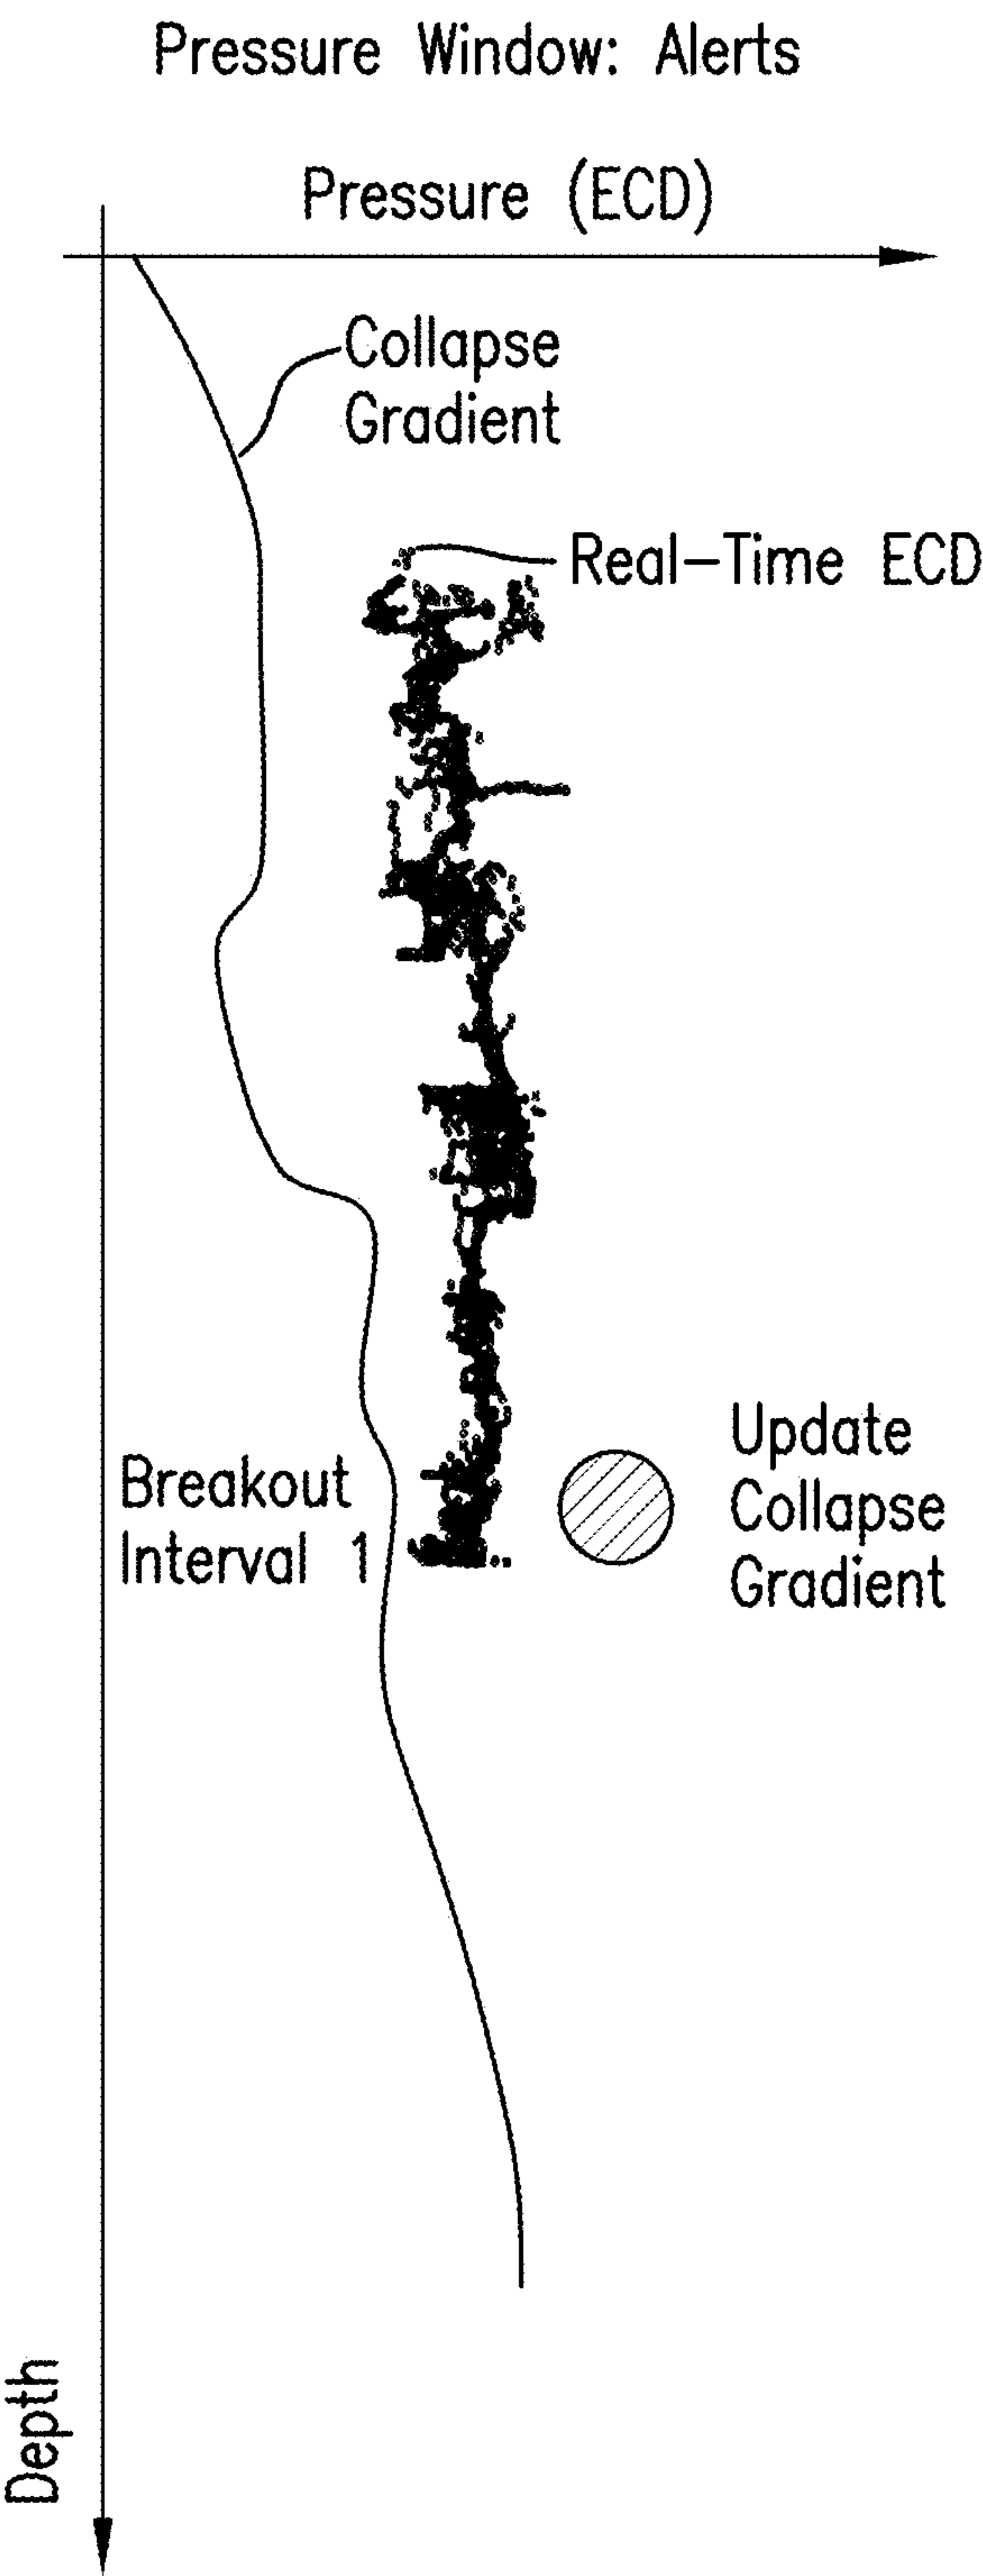 Pressure Window: Alerts
Pressure (ECD)
Collapse
Gradient
Real-Time ECD
Breakout
Interval 1
Update
Collapse
Gradient
Depth